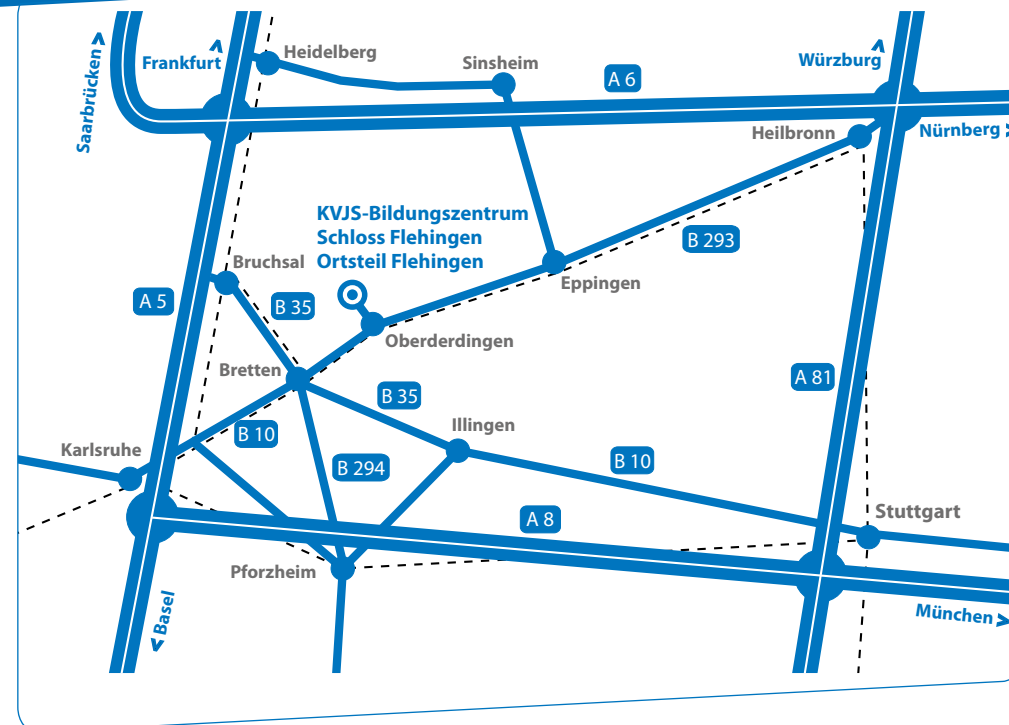 Saarbrücken >
Frankfurt >
Heidelberg
Sinsheim
A 6
Würzburg >
Heilbronn
Nürnberg >
KVJS-Bildungszentrum
Schloss Flehingen
Ortsteil Flehingen
B 293
Bruchsal
Eppingen
A 5
B 35
Oberderdingen
Bretten
A 81
B 35
Illingen
B 10
Karlsruhe
B 294
B 10
A 8
Stuttgart
Pforzheim
< Basel
München >